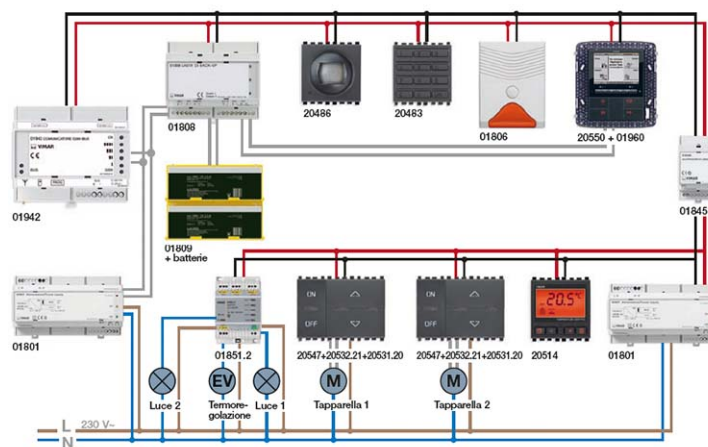 01942
VIMAR
01808
20486
20483
01806
20550 + 01960
01845
01809
+ batterie
01801
01851.2
ON
OFF
20547+20532.21+20531.20
ON
OFF
20547+20532.21+20531.20
20.5°C
20514
01801
Luce 2
EV
Termore-
golazione
Luce 1
M
Tapparella 1
M
Tapparella 2
L 230 V~
N